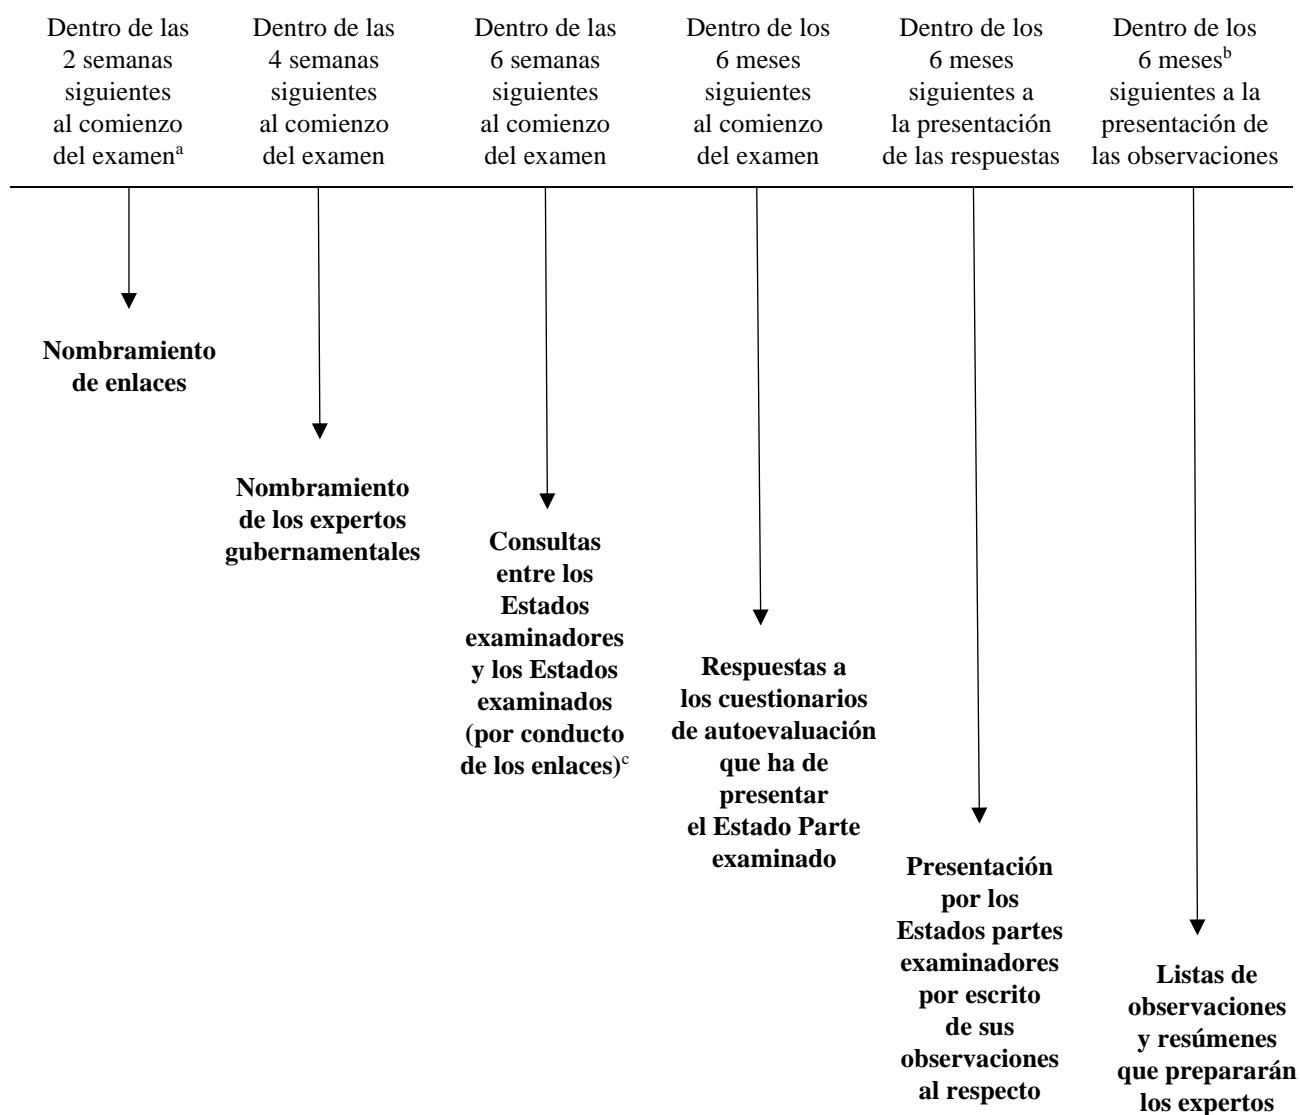 Dentro de las
2 semanas
siguientes
al comienzo
del examenᵃ
Dentro de las
4 semanas
siguientes
al comienzo
del examen
Dentro de las
6 semanas
siguientes
al comienzo
del examen
Dentro de los
6 meses
siguientes
al comienzo
del examen
Dentro de los
6 meses
siguientes a
la presentación
de las respuestas
Dentro de los
6 mesesᵇ
siguientes a la
presentación de
las observaciones
Nombramiento
de enlaces
Nombramiento
de los expertos
gubernamentales
Consultas
entre los
Estados
examinadores
y los Estados
examinados
(por conducto
de los enlaces)ᶜ
Respuestas a
los cuestionarios
de autoevaluación
que ha de
presentar
el Estado Parte
examinado
Presentación
por los
Estados partes
examinadores
por escrito
de sus
observaciones
al respecto
Listas de
observaciones
y resúmenes
que prepararán
los expertos